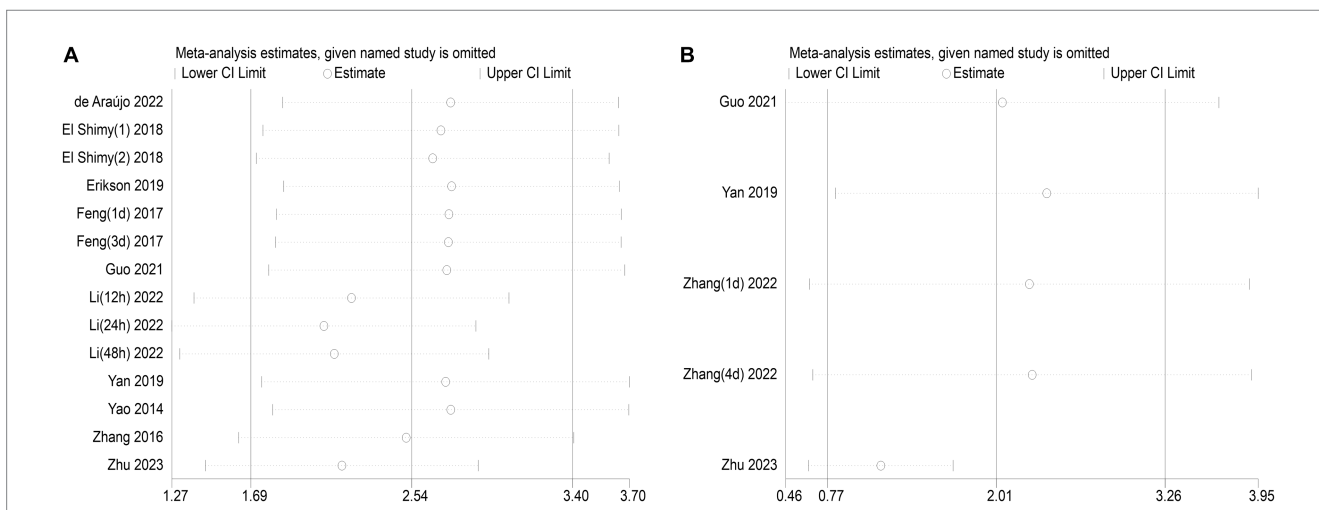 A
Meta-analysis estimates, given named study is omitted
Lower CI Limit Estimate Upper CI Limit
de Araújo 2022
El Shimy(1) 2018
El Shimy(2) 2018
Erikson 2019
Feng(1d) 2017
Feng(3d) 2017
Guo 2021
Li(12h) 2022
Li(24h) 2022
Li(48h) 2022
Yan 2019
Yao 2014
Zhang 2016
Zhu 2023
1.27 1.69 2.54 3.40 3.70
B
Meta-analysis estimates, given named study is omitted
Lower CI Limit Estimate Upper CI Limit
Guo 2021
Yan 2019
Zhang(1d) 2022
Zhang(4d) 2022
Zhu 2023
0.46 0.77 2.01 3.26 3.95